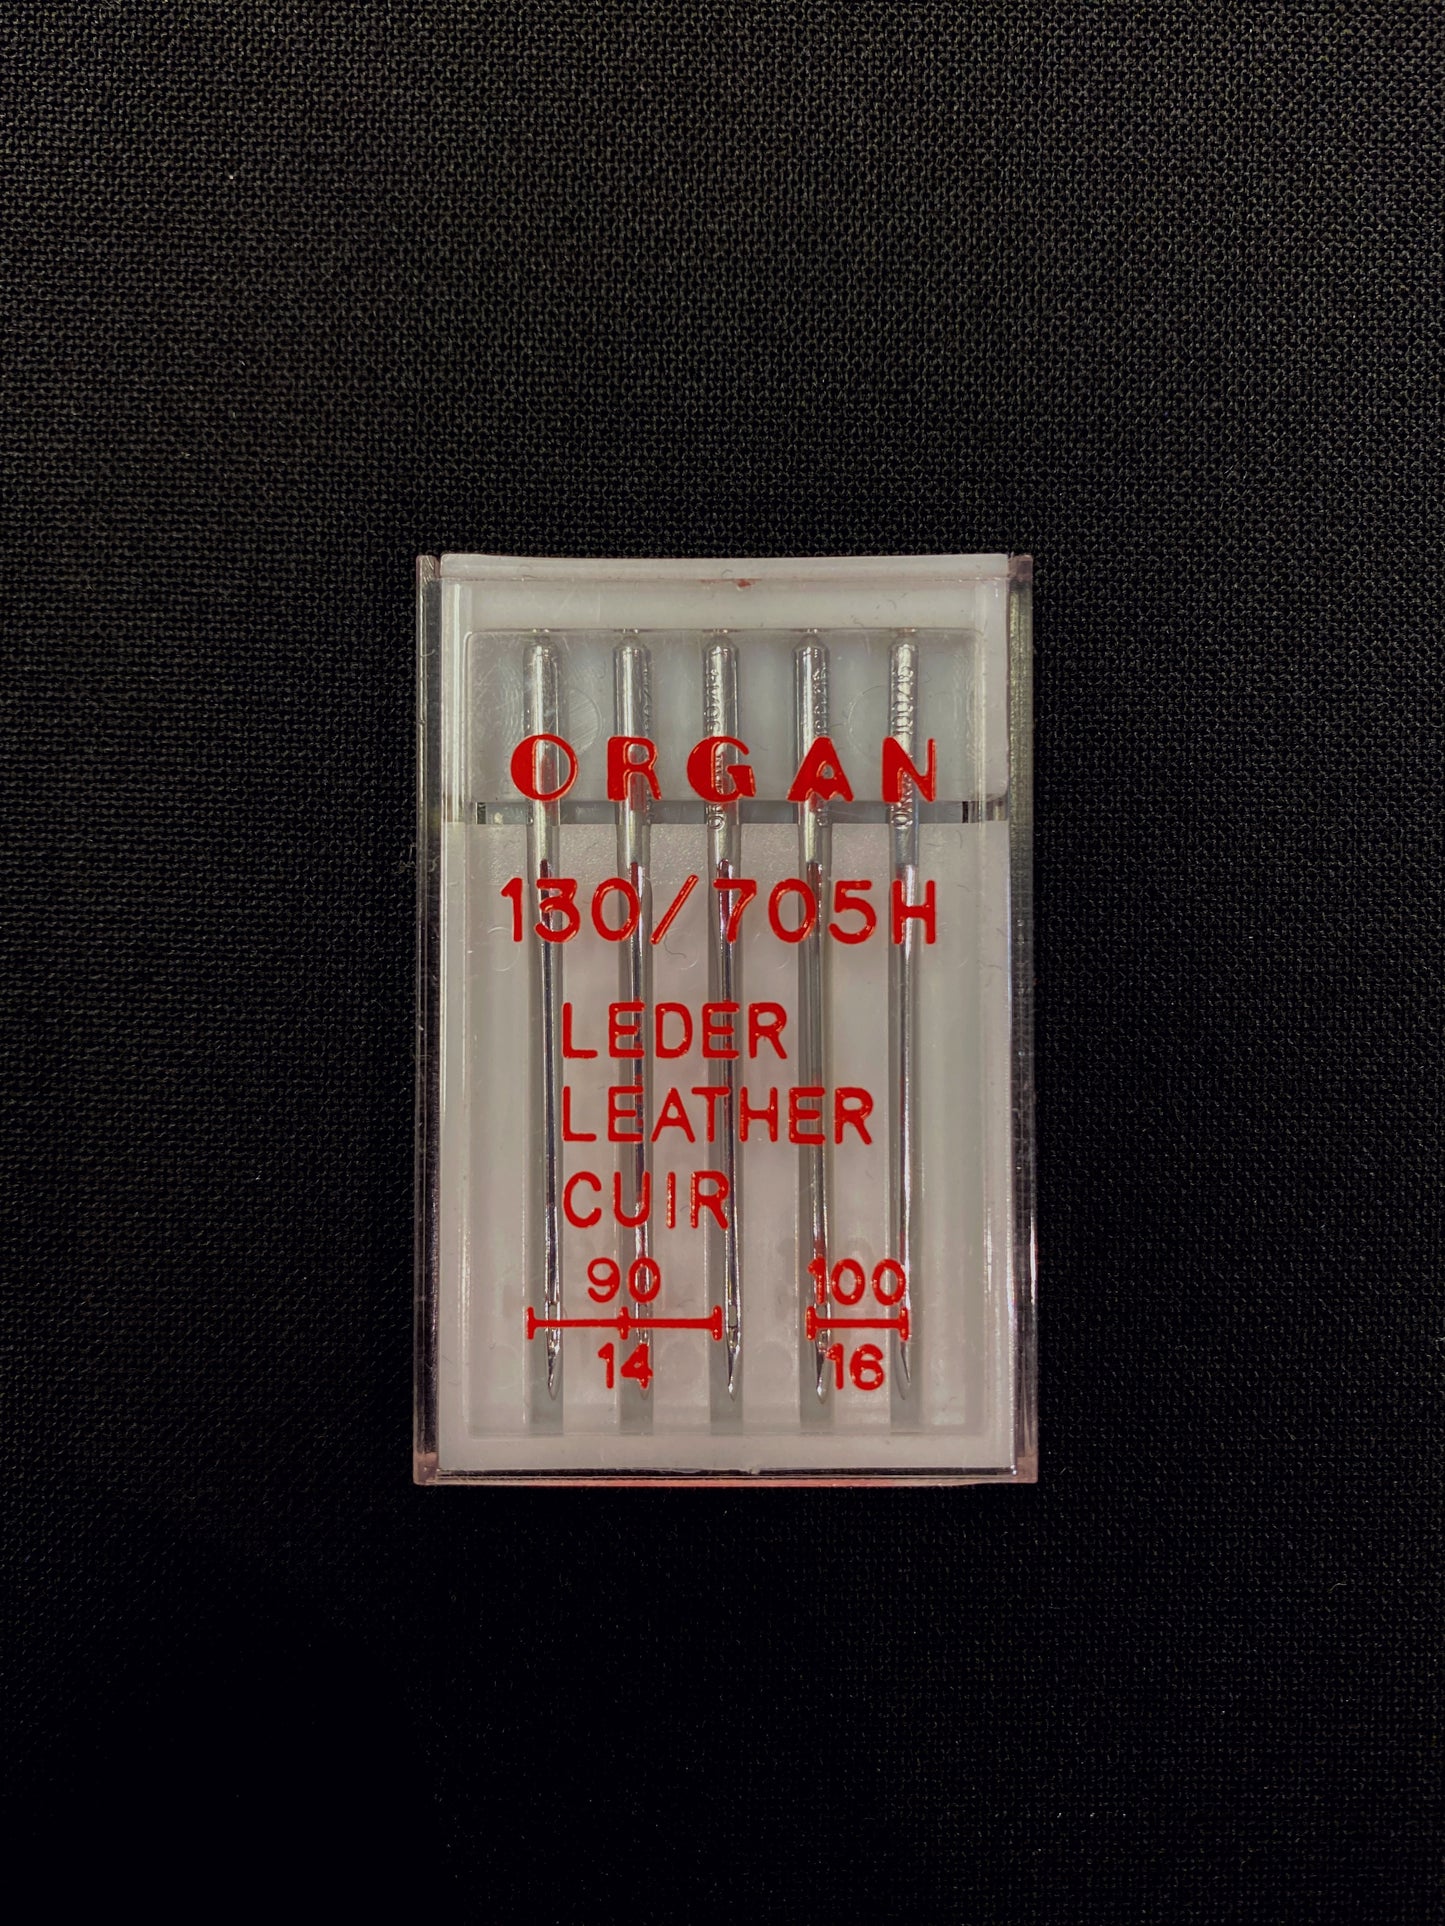 ORGAN
130/705H
LEDER
LEATHER
CUIR
90 100
14 16